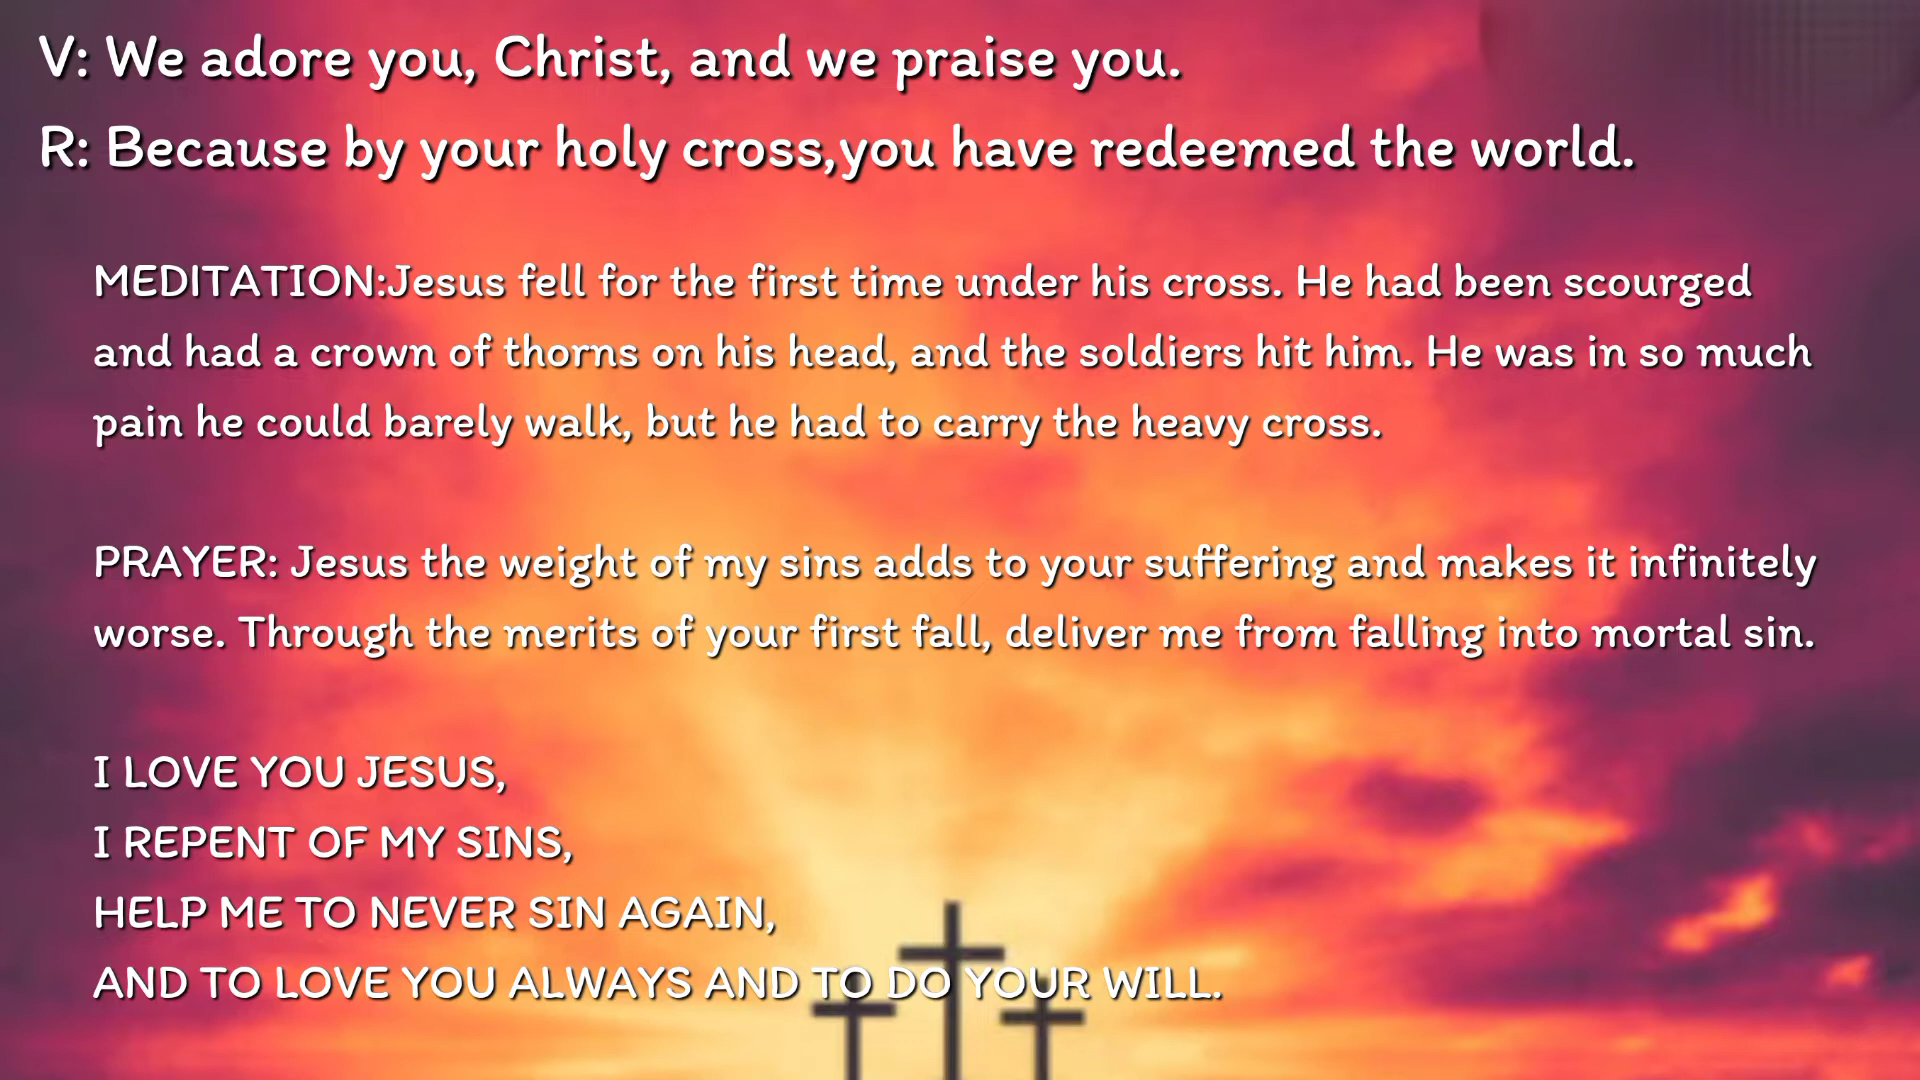 V: We adore you, Christ, and we praise you.
R: Because by your holy cross,you have redeemed the world.
MEDITATION:Jesus fell for the first time under his cross. He had been scourged
and had a crown of thorns on his head, and the soldiers hit him. He was in so much
pain he could barely walk, but he had to carry the heavy cross.
PRAYER: Jesus the weight of my sins adds to your suffering and makes it infinitely
worse. Through the merits of your first fall, deliver me from falling into mortal sin.
I LOVE YOU JESUS,
I REPENT OF MY SINS,
HELP ME TO NEVER SIN AGAIN,
AND TO LOVE YOU ALWAYS AND TO DO YOUR WILL.